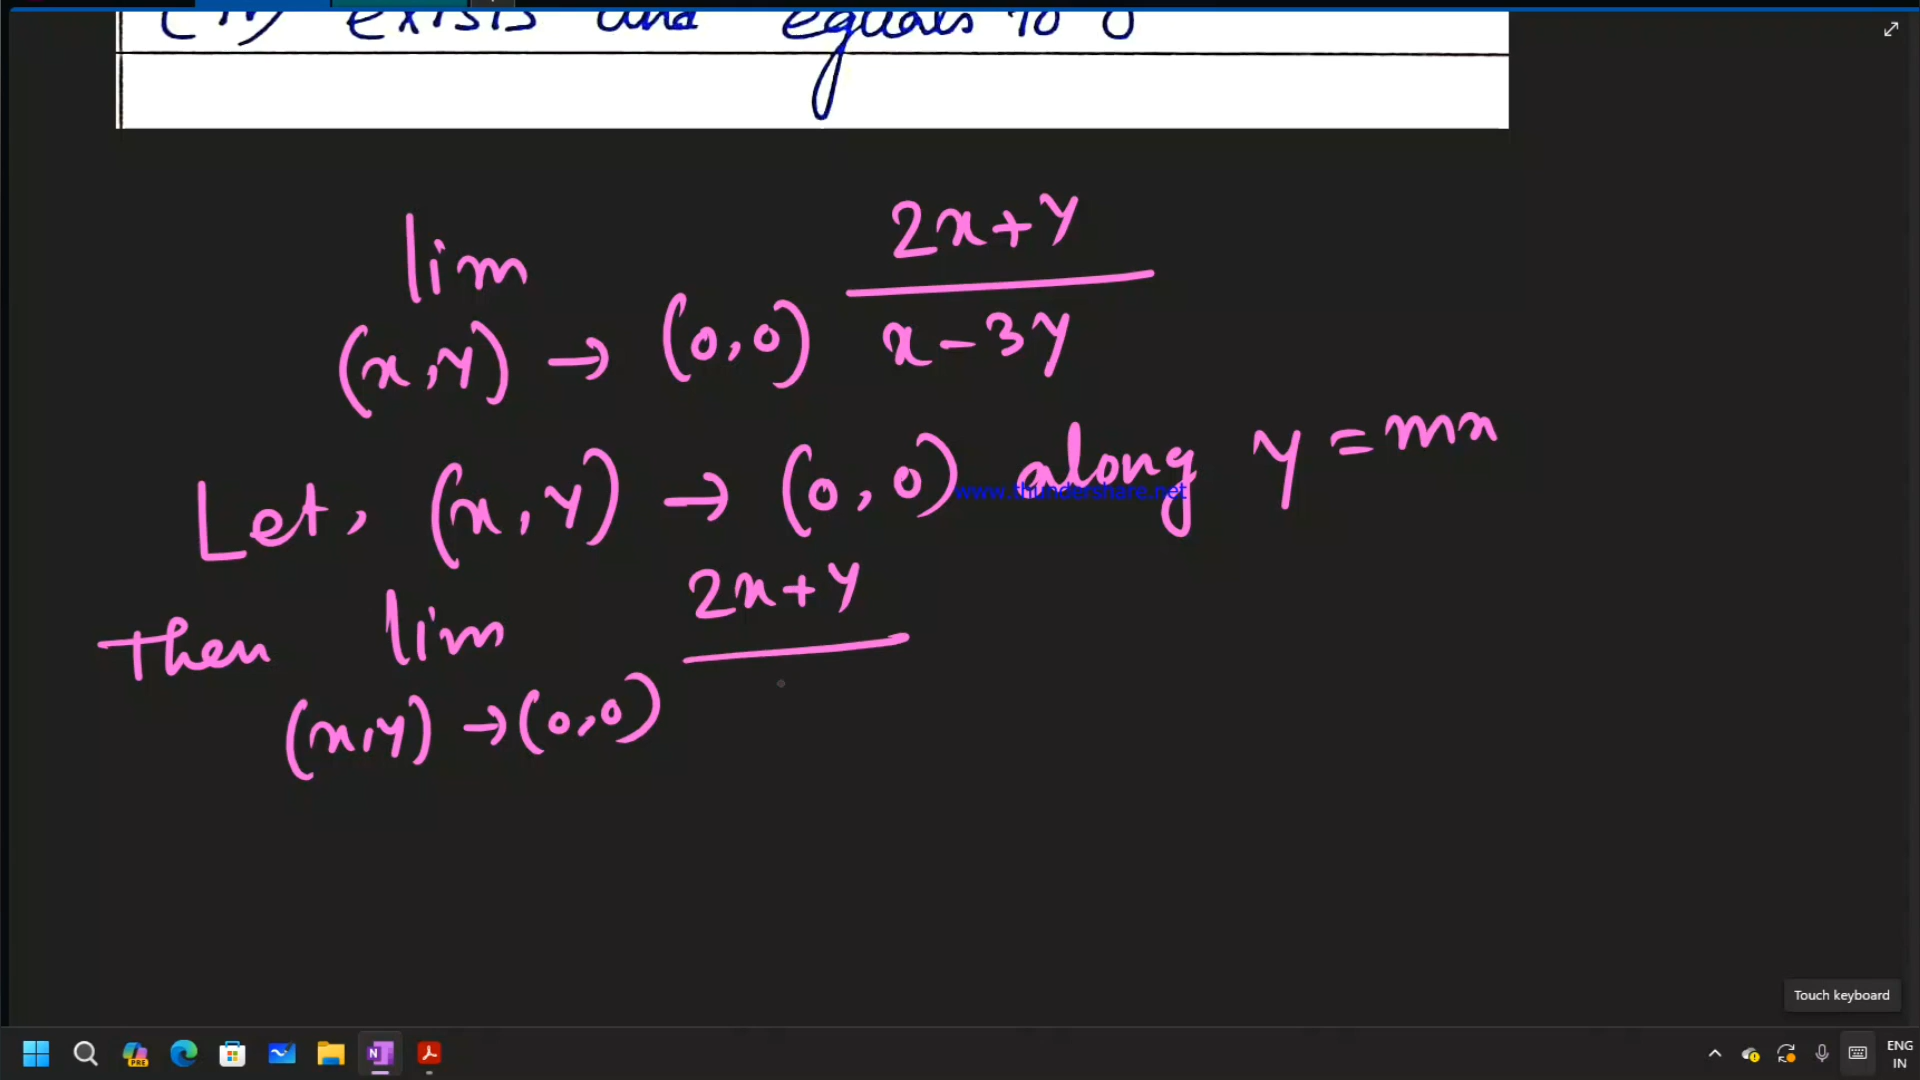 (iv) exists and equals to 0
lim 2x+y
(x,y) → (0,0) x-3y
Let, (x,y) → (0,0) along y=mx
www.thundershare.net
Then lim 2x+y
(x,y) →(0,0)
Touch keyboard
ENG
IN